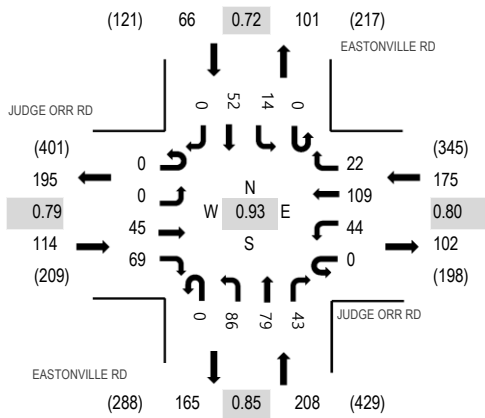 (121) 66 0.72 101 (217)
EASTONVILLE RD
JUDGE ORR RD
0 52 14 0
(401) (345)
195 0 22 175
0 109
N
0.79 W 0.93 E 0.80
S
114 45 44 102
69 0
(209) (198)
0 86 79 43
JUDGE ORR RD
EASTONVILLE RD
(288) 165 0.85 208 (429)